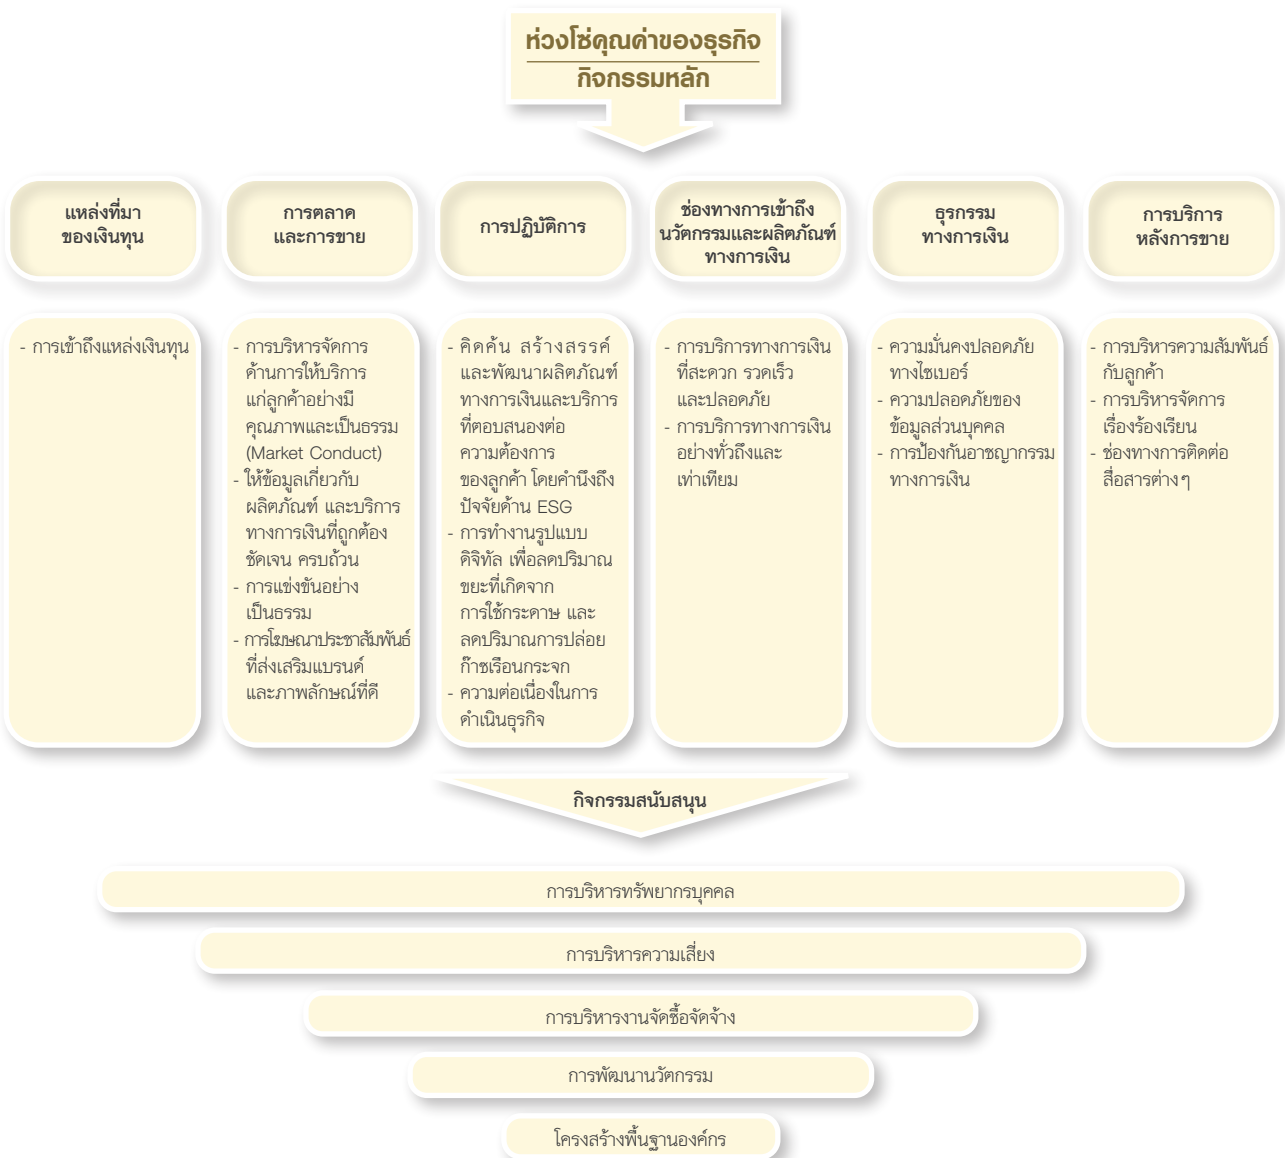 ห่วงโซ่คุณค่าของธุรกิจ
กิจกรรมหลัก
แหล่งที่มา
ของเงินทุน
การตลาด
และการขาย
การปฏิบัติการ
ช่องทางการเข้าถึง
นวัตกรรมและผลิตภัณฑ์
ทางการเงิน
ธุรกรรม
ทางการเงิน
การบริการ
หลังการขาย
- การเข้าถึงแหล่งเงินทุน
- การบริหารจัดการ
ด้านการให้บริการ
แก่ลูกค้าอย่างมี
คุณภาพและเป็นธรรม
(Market Conduct)
- ให้ข้อมูลเกี่ยวกับ
ผลิตภัณฑ์ และบริการ
ทางการเงินที่ถูกต้อง
ชัดเจน ครบถ้วน
- การแข่งขันอย่าง
เป็นธรรม
- การโฆษณาประชาสัมพันธ์
ที่ส่งเสริมแบรนด์
และภาพลักษณ์ที่ดี
- คิดค้น สร้างสรรค์
และพัฒนาผลิตภัณฑ์
ทางการเงินและบริการ
ที่ตอบสนองต่อ
ความต้องการ
ของลูกค้า โดยคำนึงถึง
ปัจจัยด้าน ESG
- การทำงานรูปแบบ
ดิจิทัล เพื่อลดปริมาณ
ขยะที่เกิดจาก
การใช้กระดาษ และ
ลดปริมาณการปล่อย
ก๊าซเรือนกระจก
- ความต่อเนื่องในการ
ดำเนินธุรกิจ
- การบริการทางการเงิน
ที่สะดวก รวดเร็ว
และปลอดภัย
- การบริการทางการเงิน
อย่างทั่วถึงและ
เท่าเทียม
- ความมั่นคงปลอดภัย
ทางไซเบอร์
- ความปลอดภัยของ
ข้อมูลส่วนบุคคล
- การป้องกันอาชญากรรม
ทางการเงิน
- การบริหารความสัมพันธ์
กับลูกค้า
- การบริหารจัดการ
เรื่องร้องเรียน
- ช่องทางการติดต่อ
สื่อสารต่างๆ
กิจกรรมสนับสนุน
การบริหารทรัพยากรบุคคล
การบริหารความเสี่ยง
การบริหารงานจัดซื้อจัดจ้าง
การพัฒนานวัตกรรม
โครงสร้างพื้นฐานองค์กร